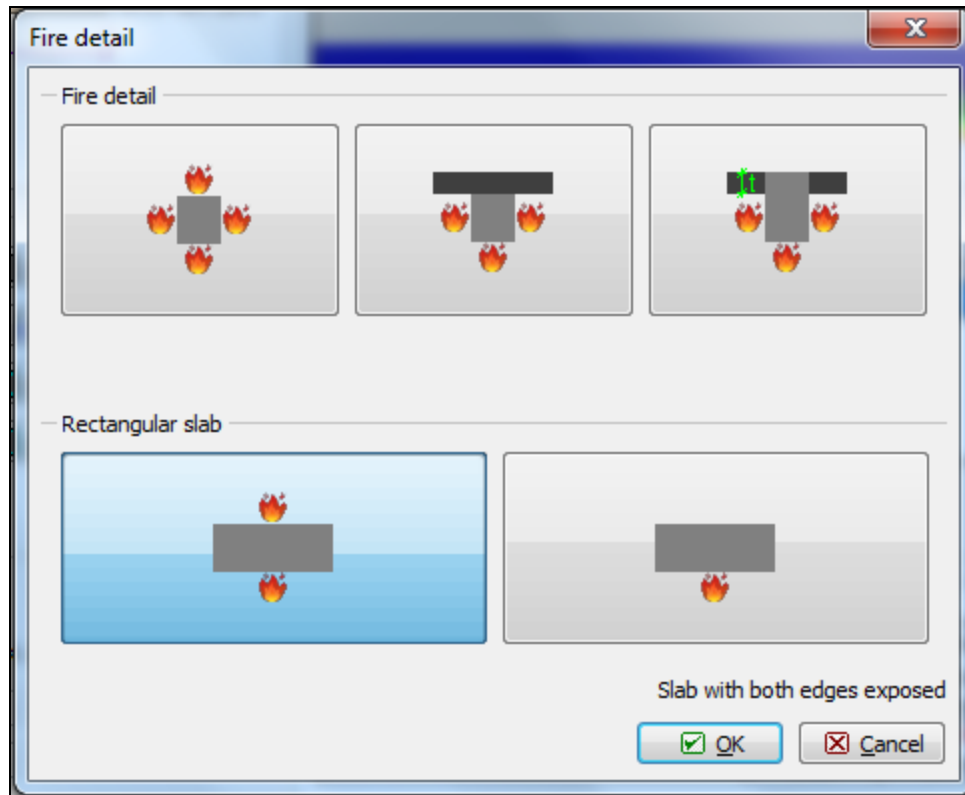 Fire detail
Fire detail
t
Rectangular slab
Slab with both edges exposed
OK
Cancel